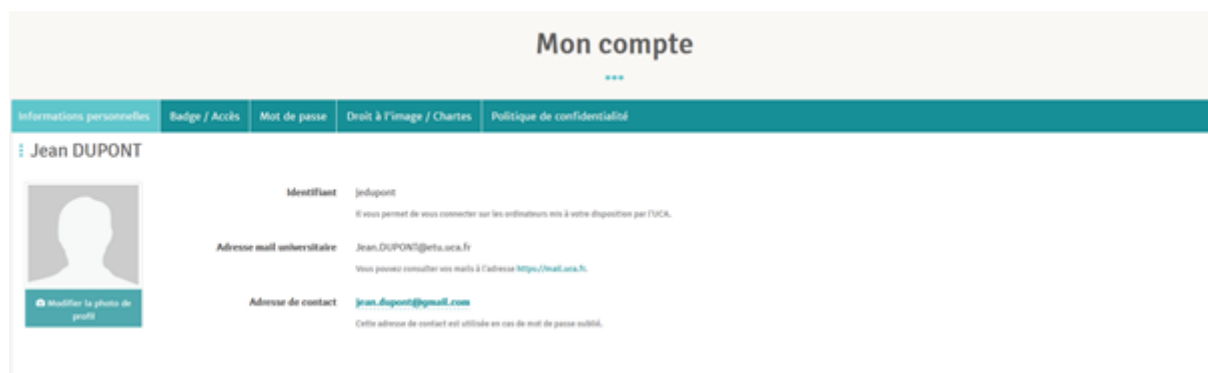 Mon compte
Informations personnelles Badge / Accès Mot de passe Droit à l'image / Chartes Politique de confidentialité
Jean DUPONT
Identifiant jedupont
Il vous permet de vous connecter sur les ordinateurs mis à votre disposition par l'UCA.
Adresse mail universitaire Jean.DUPONT@etu.uca.fr
Vous pouvez consulter vos mails à l'adresse https://mail.uca.fr.
Modifier la photo de
profil
Adresse de contact jean.dupont@gmail.com
Cette adresse de contact est utilisée en cas de mot de passe oublié.